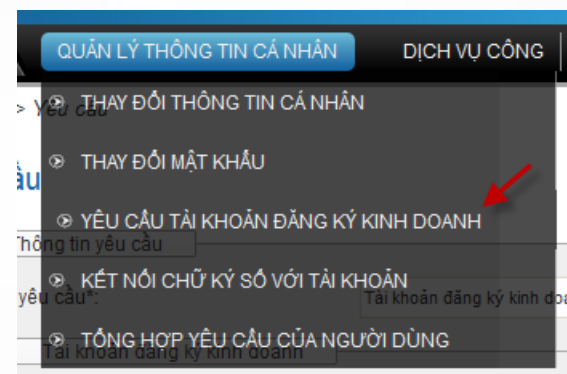 QUẢN LÝ THÔNG TIN CÁ NHÂN DỊCH VỤ CÔNG
> Yêu cầu
THAY ĐỔI THÔNG TIN CÁ NHÂN
THAY ĐỔI MẬT KHẨU
ầu
YÊU CẦU TÀI KHOẢN ĐĂNG KÝ KINH DOANH
Thông tin yêu cầu
KẾT NỐI CHỮ KÝ SỐ VỚI TÀI KHOẢN
yêu cầu*: Tài khoản đăng ký kinh doa
TỔNG HỢP YÊU CẦU CỦA NGƯỜI DÙNG
Tài khoản đăng ký kinh doanh